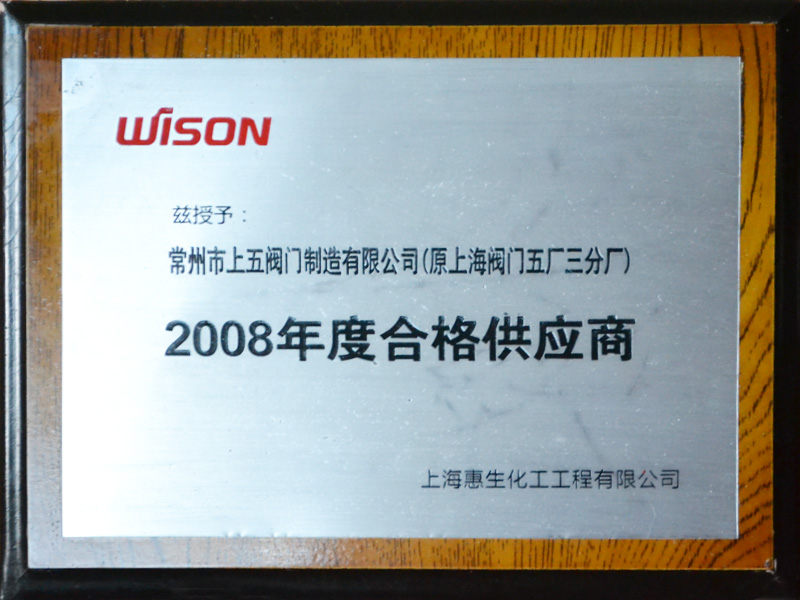 WISON
兹授予：
常州市上五阀门制造有限公司(原上海阀门五厂三分厂)
2008年度合格供应商
上海惠生化工工程有限公司